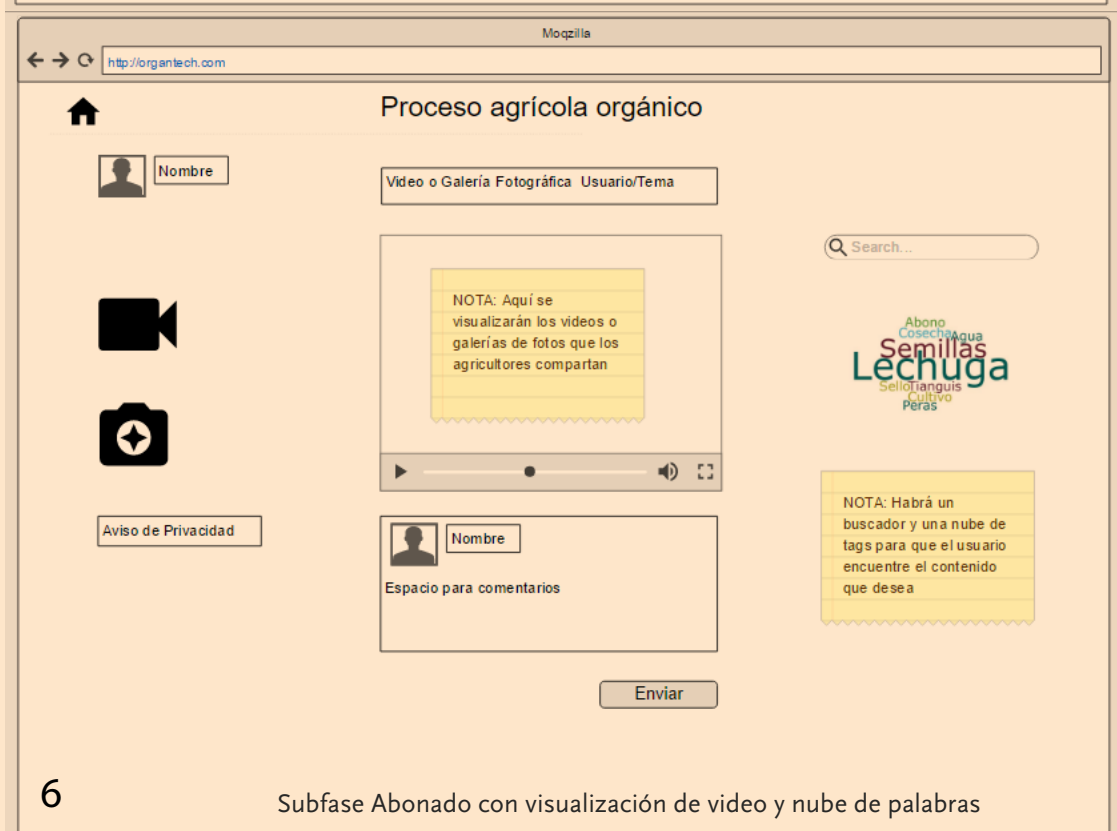 Moqzilla
http://organtech.com
Proceso agrícola orgánico
Nombre
Video o Galería Fotográfica Usuario/Tema
Search...
NOTA: Aquí se
visualizarán los videos o
galerías de fotos que los
agricultores compartan
Abono
Cosecha
Agua
Semillas
Lechuga
Sello
Tianguis
Cultivo
Peras
Aviso de Privacidad
Nombre
Espacio para comentarios
NOTA: Habrá un
buscador y una nube de
tags para que el usuario
encuentre el contenido
que desea
Enviar
6
Subfase Abonado con visualización de video y nube de palabras